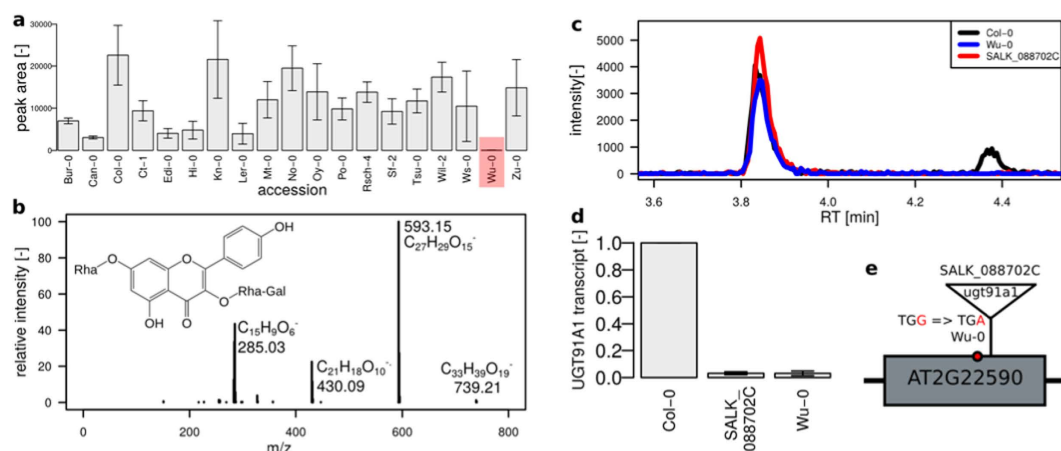 a
peak area [-]
30000
20000
10000
0
Bur-0
Can-0
Col-0
Ct-1
Edi-0
Hi-0
Kn-0
Ler-0
Mt-0
No-0
Oy-0
Po-0
Rsch-4
Sf-2
Tsu-0
Wil-2
Ws-0
Wu-0
Zu-0
accession
b
relative intensity [-]
100
80
60
40
20
0
0
200
400
600
800
m/z
OH
O
Rha
O
O
Rha-Gal
OH
O
593.15
C27H29O15-
C15H9O6-
285.03
C21H18O10-
430.09
C33H39O19-
739.21
c
intensity[-]
5000
4000
3000
2000
1000
0
3.6
3.8
4.0
4.2
4.4
RT [min]
Col-0
Wu-0
SALK_088702C
d
UGT91A1 transcript [-]
1.0
0.8
0.6
0.4
0.2
0.0
Col-0
SALK_
088702C
Wu-0
e
SALK_088702C
ugt91a1
TGG => TGA
Wu-0
AT2G22590